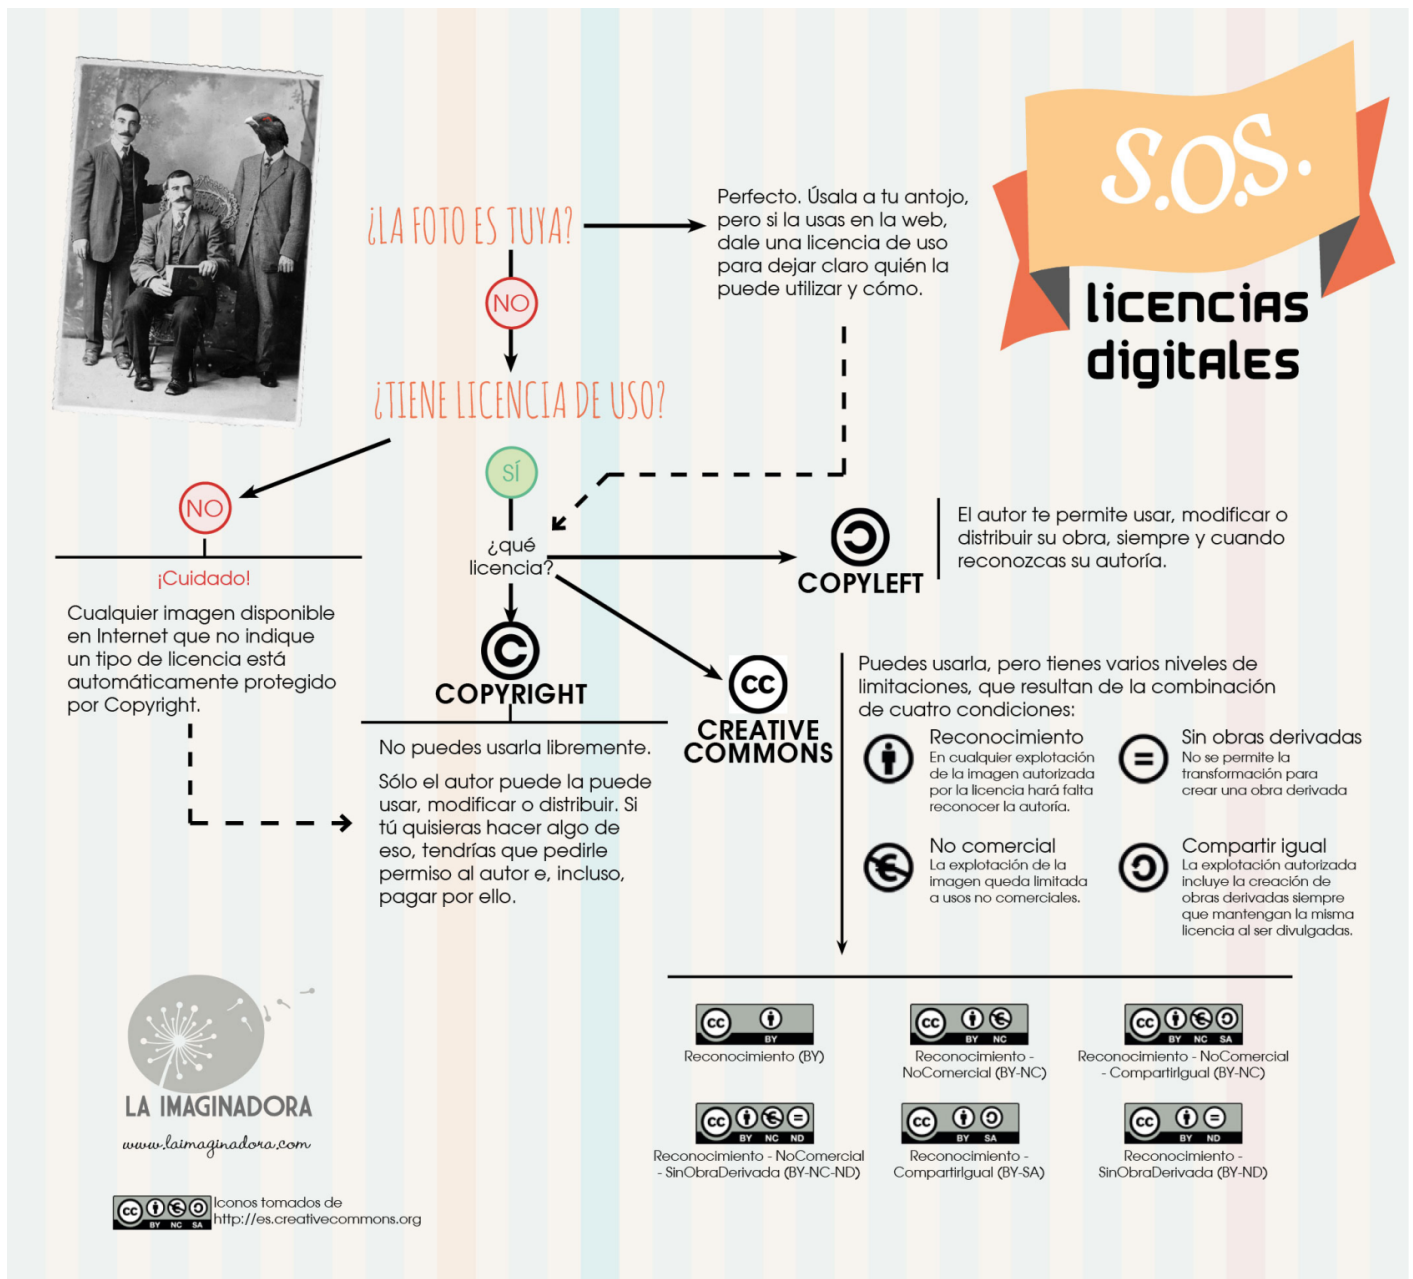 S.O.S.
licencias
digitales
¿LA FOTO ES TUYA?
Perfecto. Úsala a tu antojo,
pero si la usas en la web,
dale una licencia de uso
para dejar claro quién la
puede utilizar y cómo.
NO
¿TIENE LICENCIA DE USO?
NO
¡Cuidado!
Cualquier imagen disponible
en Internet que no indique
un tipo de licencia está
automáticamente protegido
por Copyright.
SÍ
¿qué
licencia?
COPYLEFT
El autor te permite usar, modificar o
distribuir su obra, siempre y cuando
reconozcas su autoría.
C
COPYRIGHT
No puedes usarla libremente.
Sólo el autor puede la puede
usar, modificar o distribuir. Si
tú quisieras hacer algo de
eso, tendrías que pedirle
permiso al autor e, incluso,
pagar por ello.
cc
CREATIVE
COMMONS
Puedes usarla, pero tienes varios niveles de
limitaciones, que resultan de la combinación
de cuatro condiciones:
Reconocimiento
En cualquier explotación
de la imagen autorizada
por la licencia hará falta
reconocer la autoría.
Sin obras derivadas
No se permite la
transformación para
crear una obra derivada
No comercial
La explotación de la
imagen queda limitada
a usos no comerciales.
Compartir igual
La explotación autorizada
incluye la creación de
obras derivadas siempre
que mantengan la misma
licencia al ser divulgadas.
cc BY
Reconocimiento (BY)
cc BY NC
Reconocimiento -
NoComercial (BY-NC)
cc BY NC SA
Reconocimiento - NoComercial
- CompartirIgual (BY-NC)
cc BY NC ND
Reconocimiento - NoComercial
- SinObraDerivada (BY-NC-ND)
cc BY SA
Reconocimiento -
CompartirIgual (BY-SA)
cc BY ND
Reconocimiento -
SinObraDerivada (BY-ND)
LA IMAGINADORA
www.laimaginadora.com
cc BY NC SA
Iconos tomados de
http://es.creativecommons.org